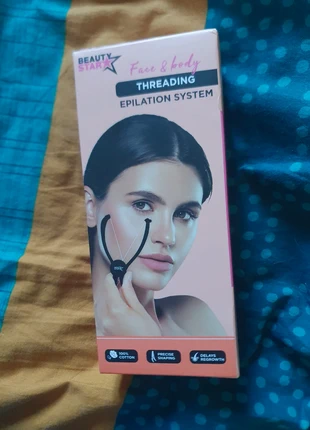 BEAUTY
STAR
Face & body
THREADING
EPILATION SYSTEM
100%
COTTON
PRECISE
SHAPING
DELAYS
REGROWTH